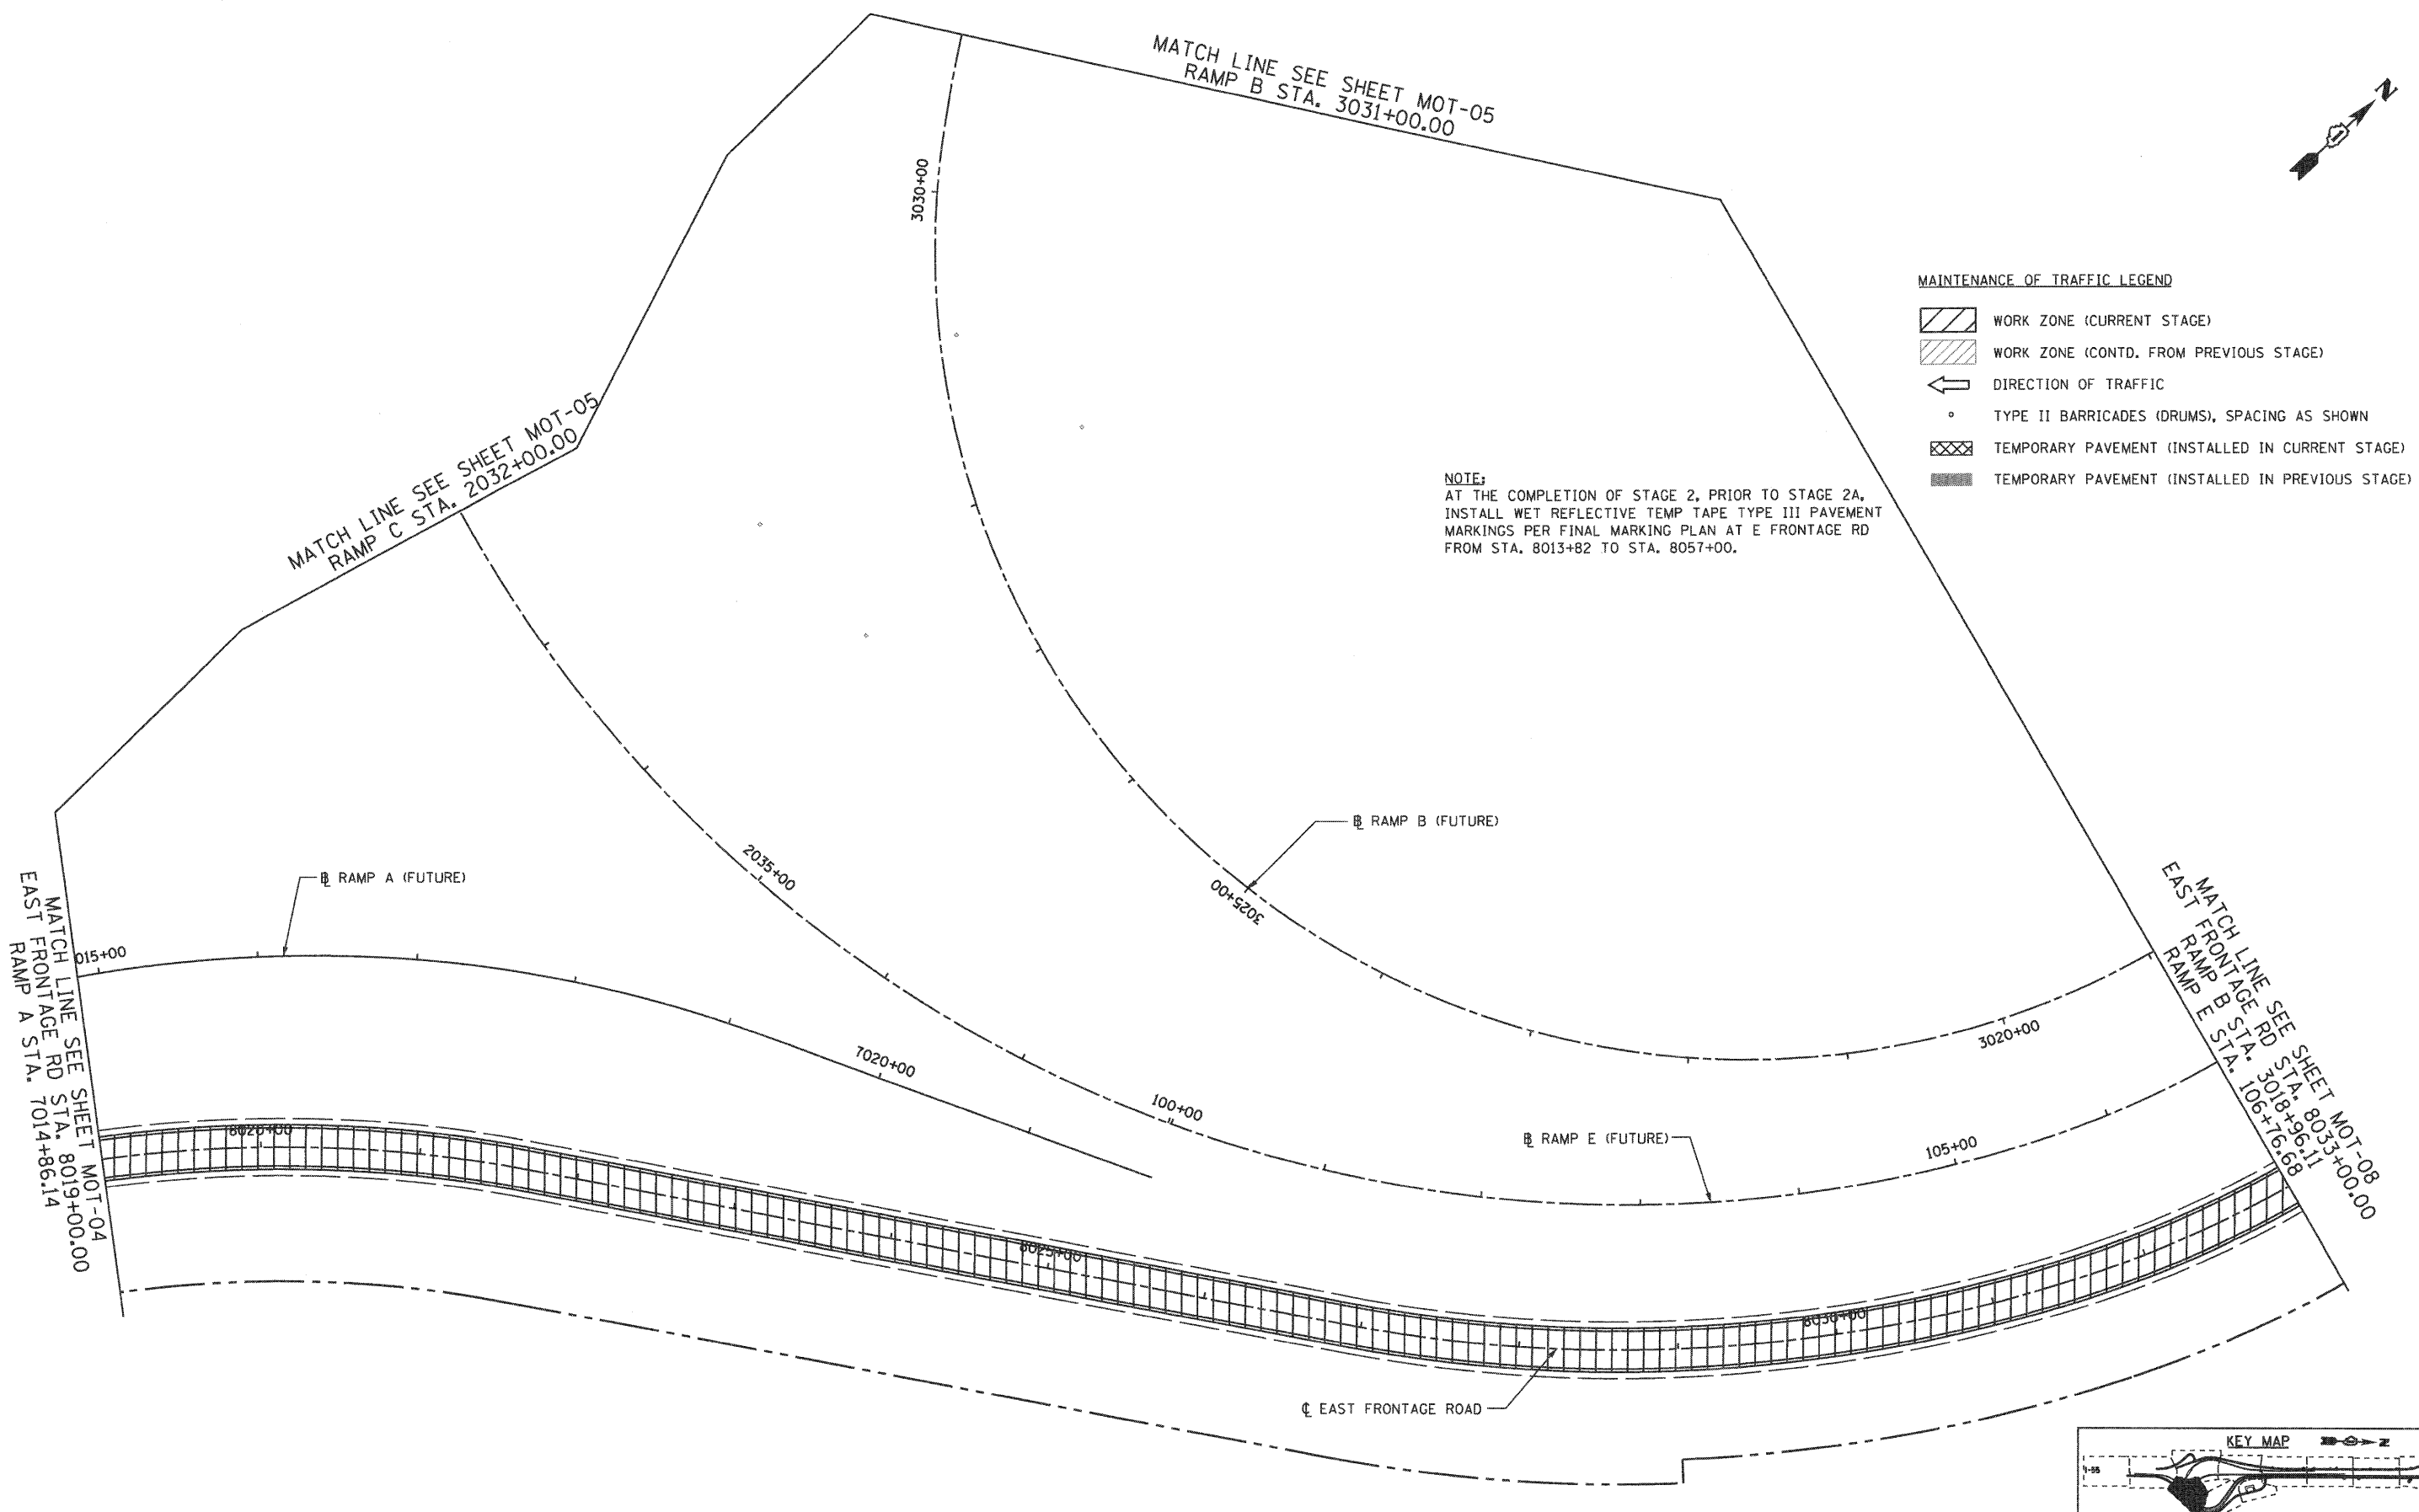 MATCH LINE SEE SHEET MOT-05
RAMP B STA. 3031+00.00
N
3030+00
MAINTENANCE OF TRAFFIC LEGEND
WORK ZONE (CURRENT STAGE)
WORK ZONE (CONTD. FROM PREVIOUS STAGE)
DIRECTION OF TRAFFIC
TYPE II BARRICADES (DRUMS), SPACING AS SHOWN
TEMPORARY PAVEMENT (INSTALLED IN CURRENT STAGE)
TEMPORARY PAVEMENT (INSTALLED IN PREVIOUS STAGE)
MATCH LINE SEE SHEET MOT-05
RAMP C STA. 2032+00.00
NOTE:
AT THE COMPLETION OF STAGE 2, PRIOR TO STAGE 2A,
INSTALL WET REFLECTIVE TEMP TAPE TYPE III PAVEMENT
MARKINGS PER FINAL MARKING PLAN AT E FRONTAGE RD
FROM STA. 8013+82 TO STA. 8057+00.
BL RAMP B (FUTURE)
2035+00
BL RAMP A (FUTURE)
3025+00
MATCH LINE SEE SHEET MOT-04
EAST FRONTAGE RD STA. 8019+00.00
RAMP A STA. 7014+86.14
015+00
MATCH LINE SEE SHEET MOT-08
EAST FRONTAGE RD STA. 8033+00.00
RAMP B STA. 3018+96.11
RAMP E STA. 106+76.68
3020+00
7020+00
100+00
BL RAMP E (FUTURE)
105+00
8020+00
8025+00
8030+00
CL EAST FRONTAGE ROAD
KEY MAP
N
I-55